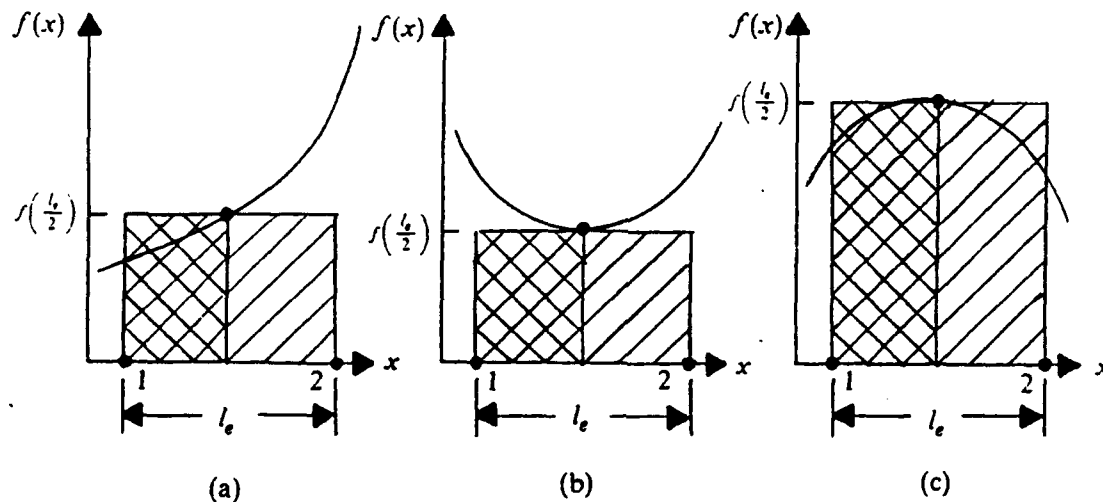 f(x)
f(l_e/2)
1
2
x
l_e
(a)
f(x)
f(l_e/2)
1
2
x
l_e
(b)
f(x)
f(l_e/2)
1
2
x
l_e
(c)